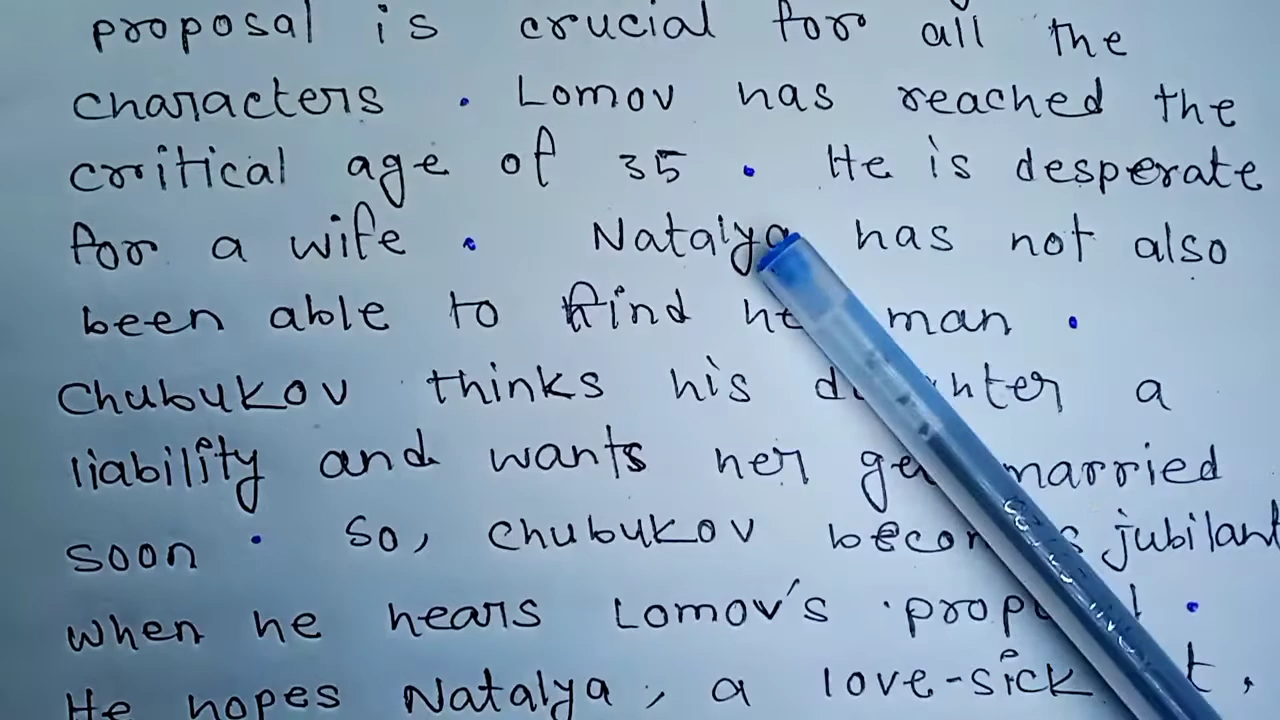 proposal is crucial for all the
characters . Lomov has reached the
critical age of 35 . He is desperate
for a wife . Natalya has not also
been able to find man .
Chubukov thinks his a
liability and wants her married
soon . So, Chubukov jubilant
when he hears Lomov's .
He hopes Natalya, a love-sick ,